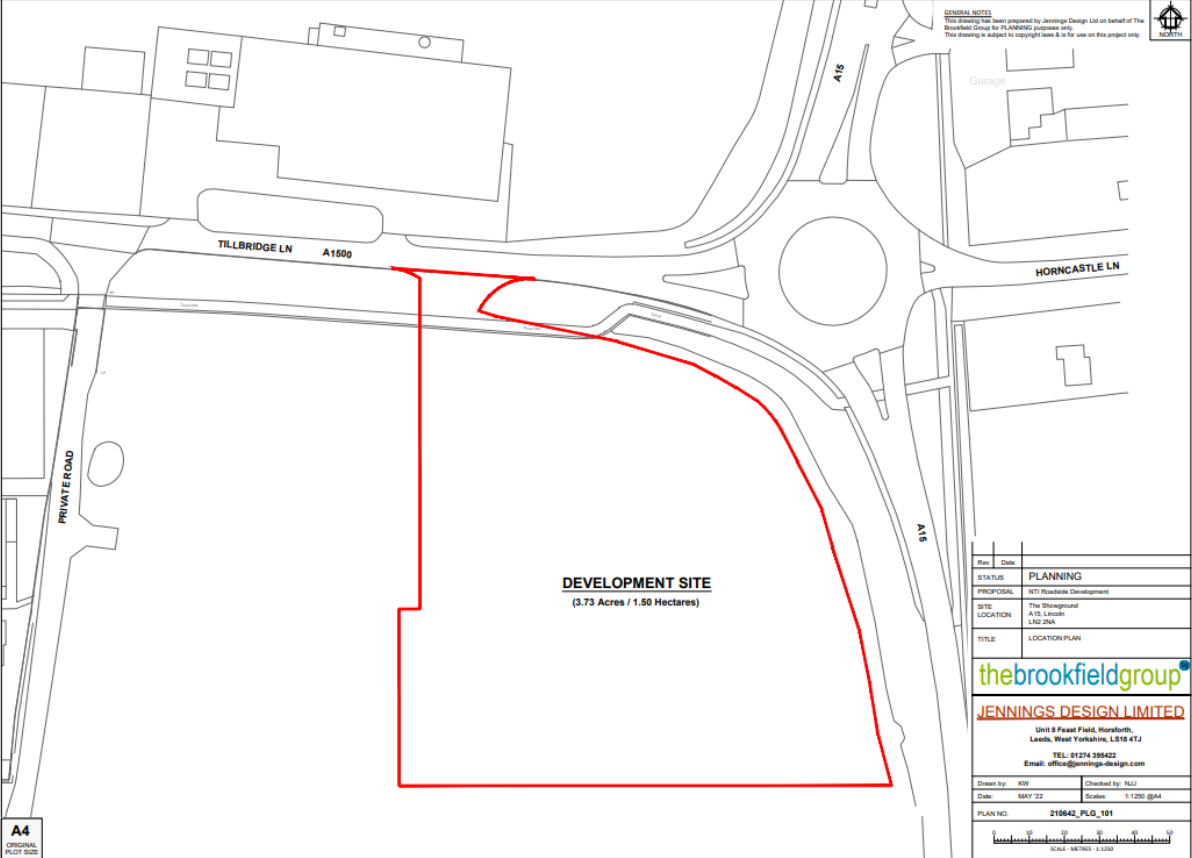 GENERAL NOTES
This drawing has been prepared by Jennings Design Ltd on behalf of The
Brookfield Group for PLANNING purposes only.
This drawing is subject to copyright laws & is for use on this project only.
NORTH
A15
Garage
TILLBRIDGE LN A1500
HORNCASTLE LN
PRIVATE ROAD
A15
DEVELOPMENT SITE
(3.73 Acres / 1.50 Hectares)
Rev Date
STATUS PLANNING
PROPOSAL NTI Roadside Development
SITE LOCATION The Showground
A15, Lincoln
LN2 2NA
TITLE LOCATION PLAN
thebrookfieldgroup
JENNINGS DESIGN LIMITED
Unit 8 Feast Field, Horsforth,
Leeds, West Yorkshire, LS18 4TJ
TEL: 01274 395422
Email: office@jennings-design.com
Drawn by: KW Checked by: NJJ
Date: MAY '22 Scales: 1:1250 @A4
PLAN NO. 210642_PLG_101
0 10 20 30 40 50
SCALE - METRES - 1:1250
A4
ORIGINAL
PLOT SIZE